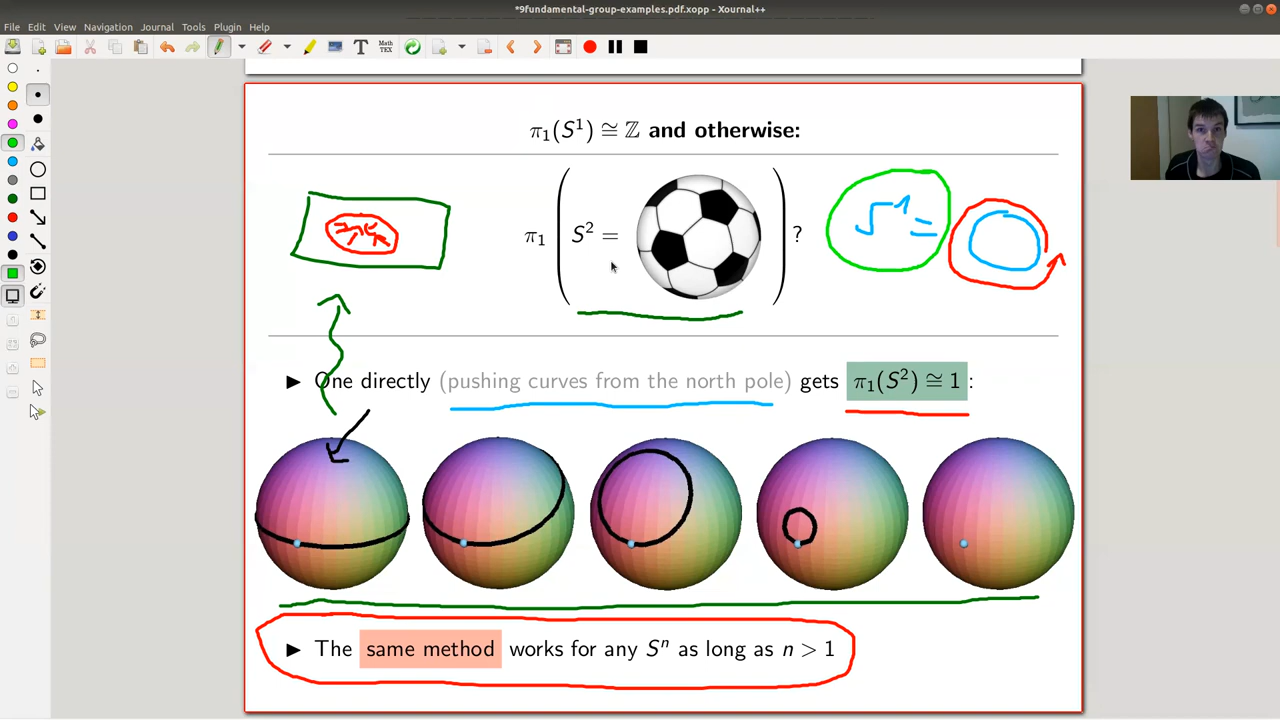 *9fundamental-group-examples.pdf.xopp - Xournal++
File Edit View Navigation Journal Tools Plugin Help
T Math TEX
π₁(S¹) ≅ ℤ and otherwise:
π₁ ( S² = ) ?
S¹ =
▶ One directly (pushing curves from the north pole) gets π₁(S²) ≅ 1 :
▶ The same method works for any Sⁿ as long as n > 1